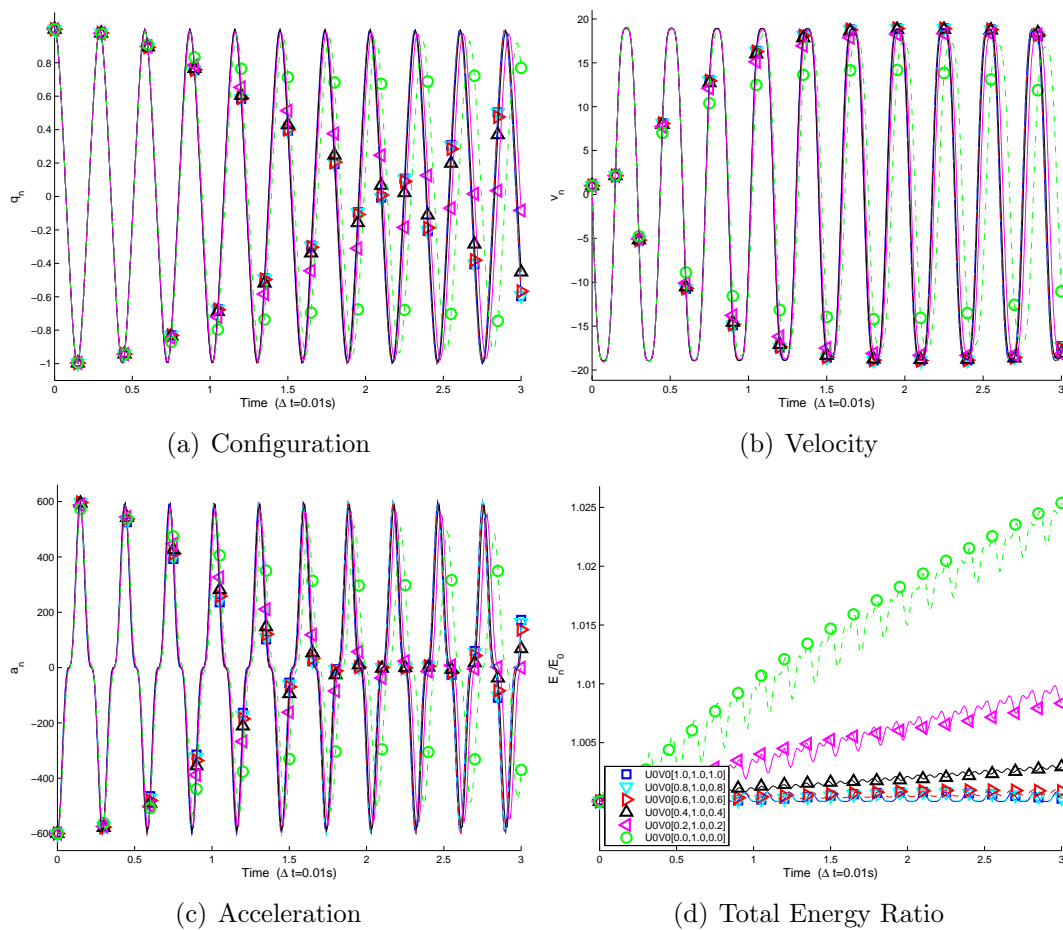 1
0.8
0.6
0.4
0.2
0
-0.2
-0.4
-0.6
-0.8
-1
q_n
0 0.5 1 1.5 2 2.5 3
Time (Δ t=0.01s)
(a) Configuration
20
15
10
5
0
-5
-10
-15
-20
v_n
0 0.5 1 1.5 2 2.5 3
Time (Δ t=0.01s)
(b) Velocity
600
400
200
0
-200
-400
-600
a_n
0 0.5 1 1.5 2 2.5 3
Time (Δ t=0.01s)
(c) Acceleration
1.025
1.02
1.015
1.01
1.005
1
E_n/E_0
U0V0[1.0,1.0,1.0]
U0V0[0.8,1.0,0.8]
U0V0[0.6,1.0,0.6]
U0V0[0.4,1.0,0.4]
U0V0[0.2,1.0,0.2]
U0V0[0.0,1.0,0.0]
0 0.5 1 1.5 2 2.5 3
Time (Δ t=0.01s)
(d) Total Energy Ratio